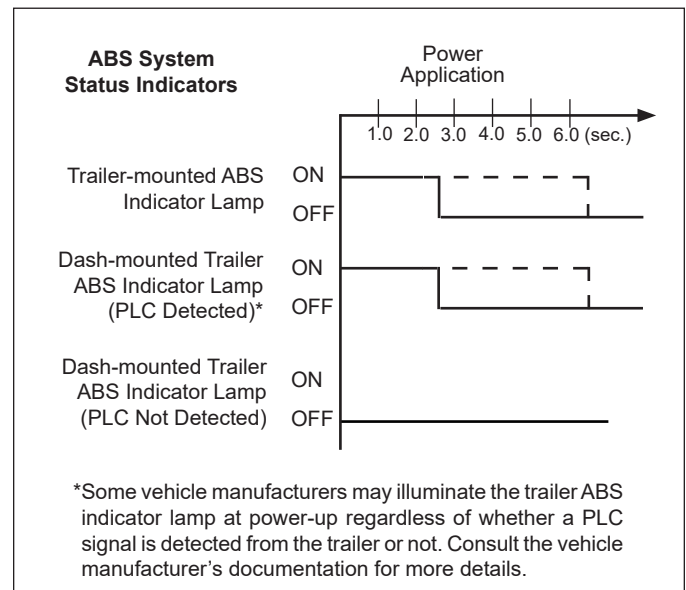 ABS System
Status Indicators
Power
Application
1.0 2.0 3.0 4.0 5.0 6.0 (sec.)
Trailer-mounted ABS
Indicator Lamp
ON
OFF
Dash-mounted Trailer
ABS Indicator Lamp
(PLC Detected)*
ON
OFF
Dash-mounted Trailer
ABS Indicator Lamp
(PLC Not Detected)
ON
OFF
*Some vehicle manufacturers may illuminate the trailer ABS
indicator lamp at power-up regardless of whether a PLC
signal is detected from the trailer or not. Consult the vehicle
manufacturer's documentation for more details.